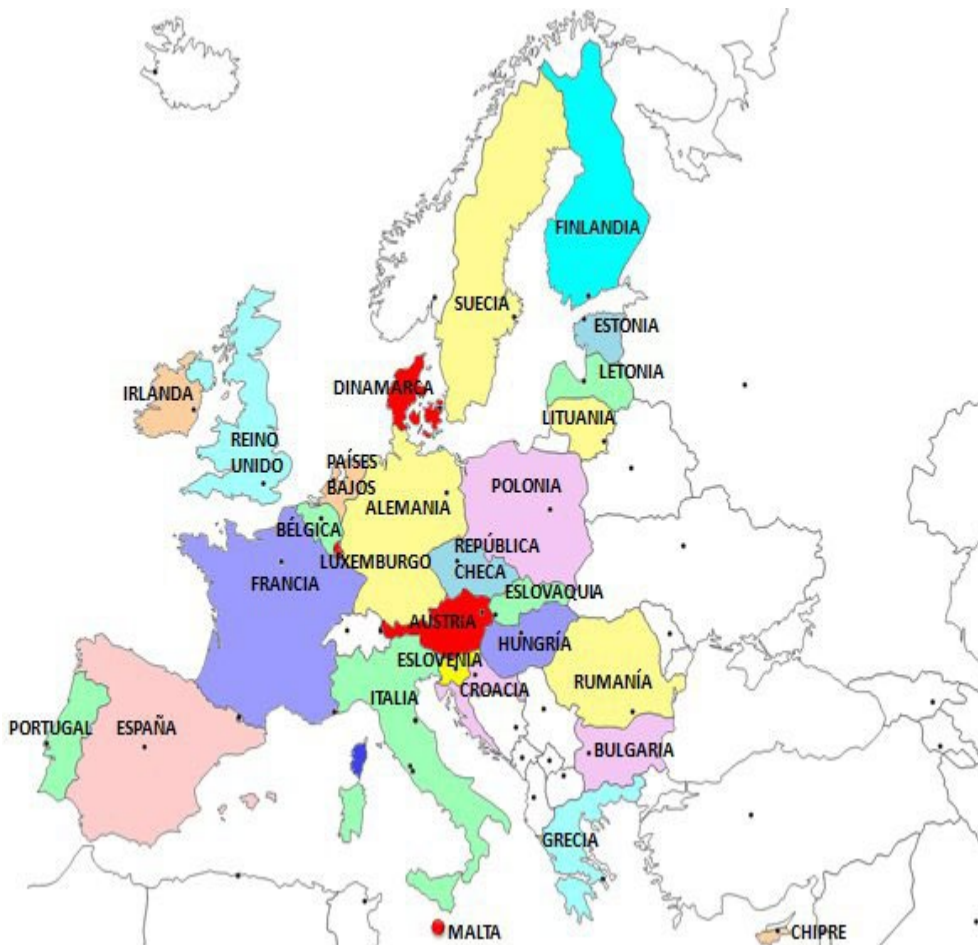 FINLANDIA
SUECIA
ESTONIA
LETONIA
DINAMARCA
IRLANDA
LITUANIA
REINO
UNIDO
PAÍSES
BAJOS
POLONIA
ALEMANIA
BÉLGICA
REPÚBLICA
CHECA
LUXEMBURGO
FRANCIA
ESLOVAQUIA
AUSTRIA
HUNGRÍA
ESLOVENIA
CROACIA
RUMANÍA
ITALIA
PORTUGAL
ESPAÑA
BULGARIA
GRECIA
MALTA
CHIPRE